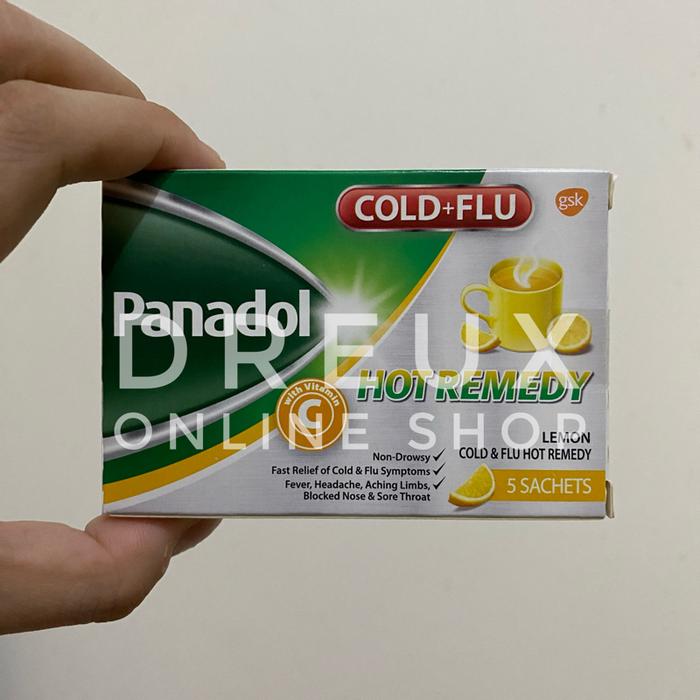 COLD+FLU
gsk
Panadol
DREUX
ONLINE SHOP
with Vitamin
C
HOT REMEDY
LEMON
COLD & FLU HOT REMEDY
Non-Drowsy ✓
Fast Relief of Cold & Flu Symptoms ✓
Fever, Headache, Aching Limbs, ✓
Blocked Nose & Sore Throat
5 SACHETS